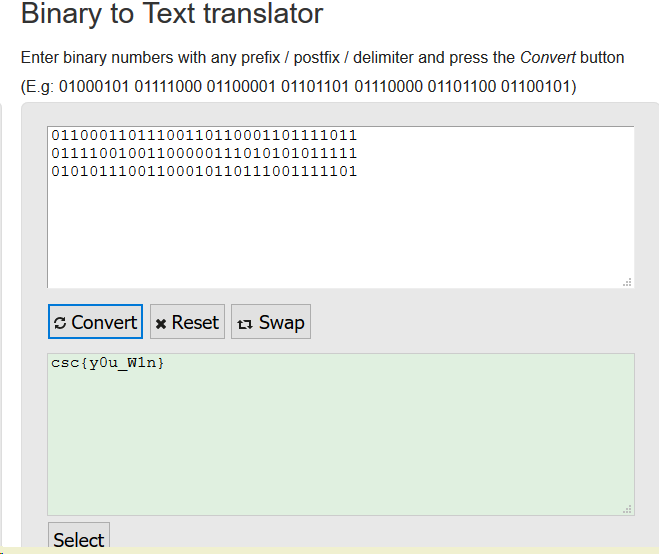 Binary to Text translator
Enter binary numbers with any prefix / postfix / delimiter and press the Convert button
(E.g: 01000101 01111000 01100001 01101101 01110000 01101100 01100101)
01100011011100110110001101111011
01111001001100000111010101011111
01010111001100010110111001111101
Convert Reset Swap
csc{y0u_W1n}
Select